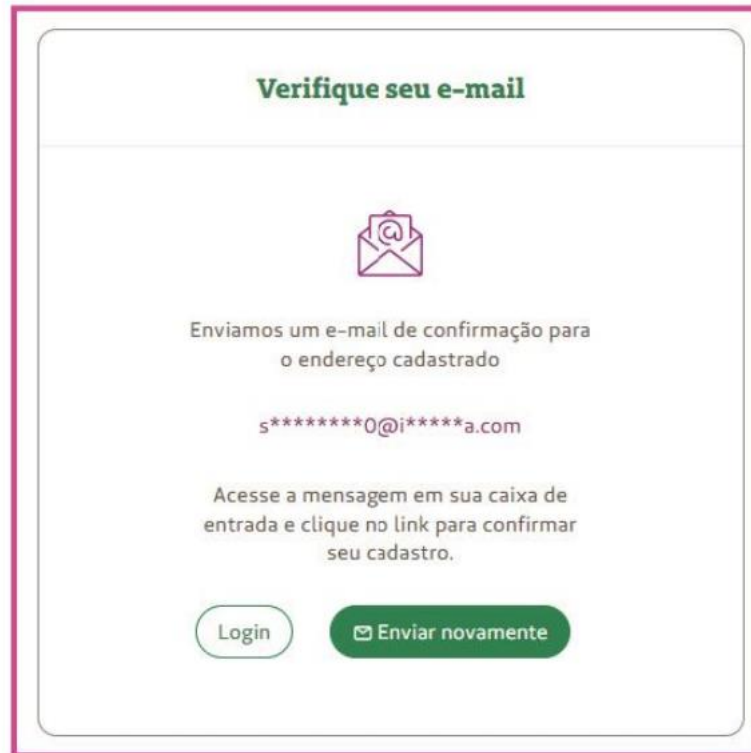 Verifique seu e-mail
Enviamos um e-mail de confirmação para
o endereço cadastrado
s********0@i*****a.com
Acesse a mensagem em sua caixa de
entrada e clique no link para confirmar
seu cadastro.
Login
Enviar novamente